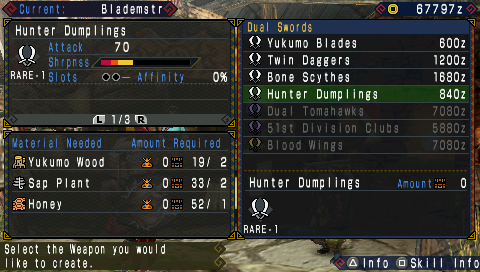 Current: Blademstr
67797z
Hunter Dumplings
Attack 70
Shrpnss
RARE-1 Slots Affinity 0%
L 1/3 R
Material Needed Amount Required
Yukumo Wood 0 19/ 2
Sap Plant 0 33/ 2
Honey 0 52/ 1
Select the Weapon you would
like to create.
Dual Swords
Yukumo Blades 600z
Twin Daggers 1200z
Bone Scythes 1680z
Hunter Dumplings 840z
Dual Tomahawks 7080z
51st Division Clubs 5880z
Blood Wings 7080z
Hunter Dumplings Amount 0
RARE-1
Info Skill Info